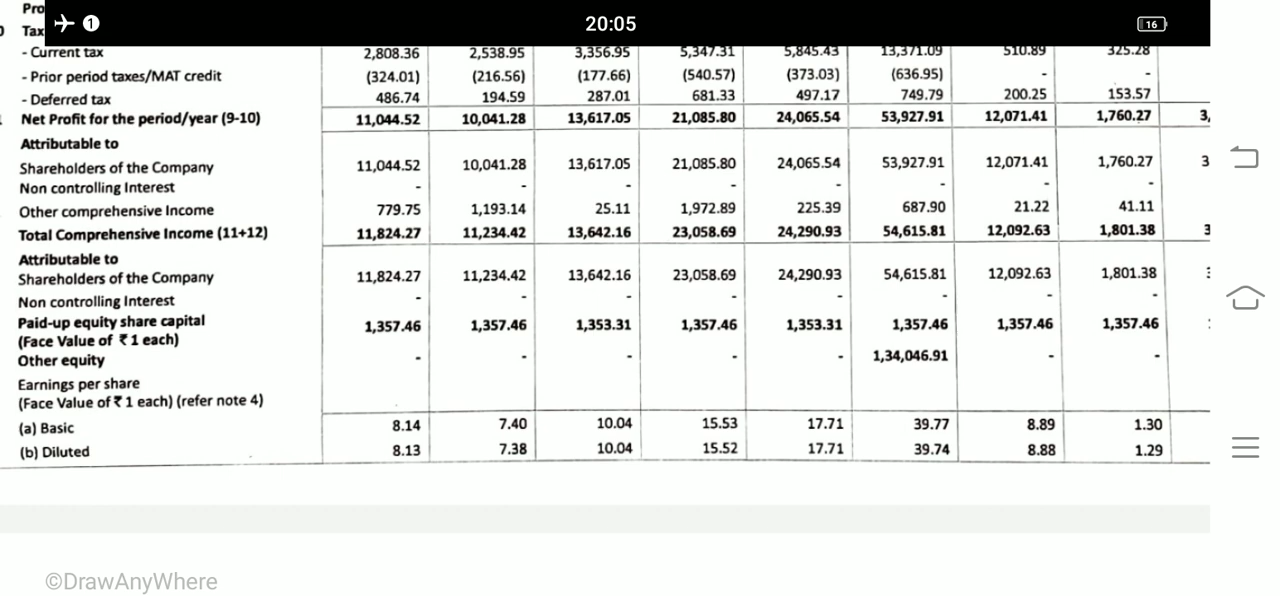 Pro
✈ 1 20:05 16
Tax
- Current tax 2,808.36 2,538.95 3,356.95 5,347.31 5,845.43 13,371.09 510.89 325.28
- Prior period taxes/MAT credit (324.01) (216.56) (177.66) (540.57) (373.03) (636.95) - -
- Deferred tax 486.74 194.59 287.01 681.33 497.17 749.79 200.25 153.57
Net Profit for the period/year (9-10) 11,044.52 10,041.28 13,617.05 21,085.80 24,065.54 53,927.91 12,071.41 1,760.27 3,
Attributable to
Shareholders of the Company 11,044.52 10,041.28 13,617.05 21,085.80 24,065.54 53,927.91 12,071.41 1,760.27 3
Non controlling Interest - - - - - - - -
Other comprehensive Income 779.75 1,193.14 25.11 1,972.89 225.39 687.90 21.22 41.11
Total Comprehensive Income (11+12) 11,824.27 11,234.42 13,642.16 23,058.69 24,290.93 54,615.81 12,092.63 1,801.38 3
Attributable to
Shareholders of the Company 11,824.27 11,234.42 13,642.16 23,058.69 24,290.93 54,615.81 12,092.63 1,801.38
Non controlling Interest - - - - - - - -
Paid-up equity share capital 1,357.46 1,357.46 1,353.31 1,357.46 1,353.31 1,357.46 1,357.46 1,357.46
(Face Value of ₹ 1 each)
Other equity - - - - - 1,34,046.91 - -
Earnings per share
(Face Value of ₹ 1 each) (refer note 4)
(a) Basic 8.14 7.40 10.04 15.53 17.71 39.77 8.89 1.30
(b) Diluted 8.13 7.38 10.04 15.52 17.71 39.74 8.88 1.29
©DrawAnyWhere